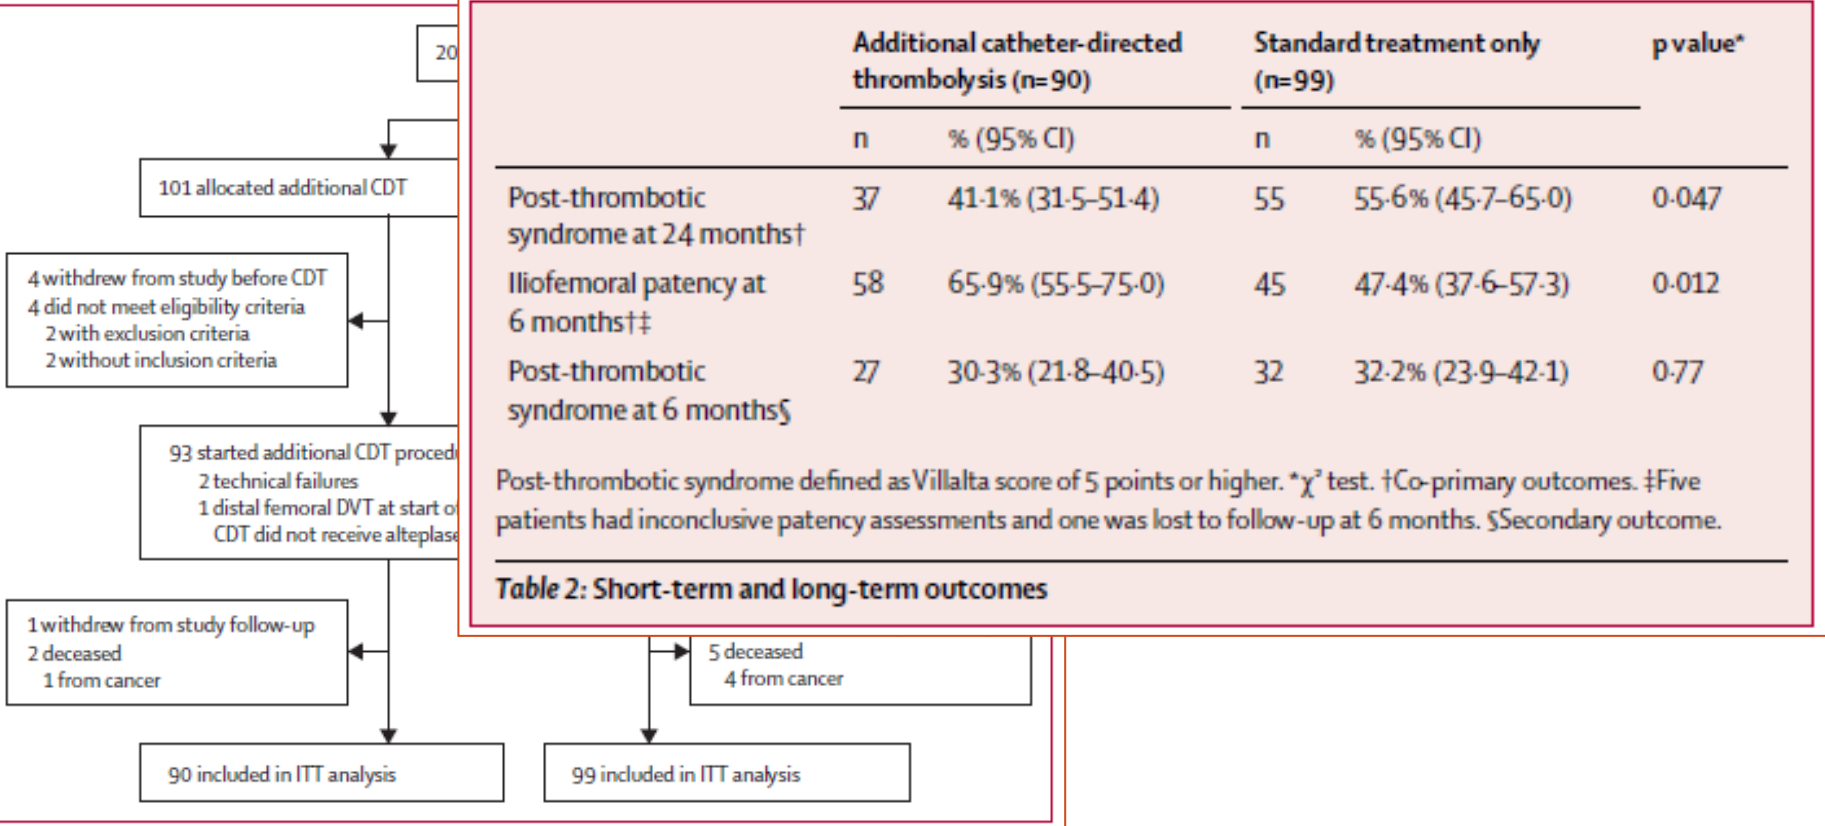 20
101 allocated additional CDT
4 withdrew from study before CDT
4 did not meet eligibility criteria
2 with exclusion criteria
2 without inclusion criteria
93 started additional CDT
2 technical failures
1 distal femoral DVT at start
CDT did not receive alteplase
1 withdrew from study follow-up
2 deceased
1 from cancer
5 deceased
4 from cancer
90 included in ITT analysis
99 included in ITT analysis
Additional catheter-directed Standard treatment only p value*
thrombolysis (n=90) (n=99)
n % (95% CI) n % (95% CI)
Post-thrombotic 37 41·1% (31·5–51·4) 55 55·6% (45·7–65·0) 0·047
syndrome at 24 months†
Iliofemoral patency at 58 65·9% (55·5–75·0) 45 47·4% (37·6–57·3) 0·012
6 months†‡
Post-thrombotic 27 30·3% (21·8–40·5) 32 32·2% (23·9–42·1) 0·77
syndrome at 6 months§
Post-thrombotic syndrome defined as Villalta score of 5 points or higher. *χ² test. †Co-primary outcomes. ‡Five
patients had inconclusive patency assessments and one was lost to follow-up at 6 months. §Secondary outcome.
Table 2: Short-term and long-term outcomes